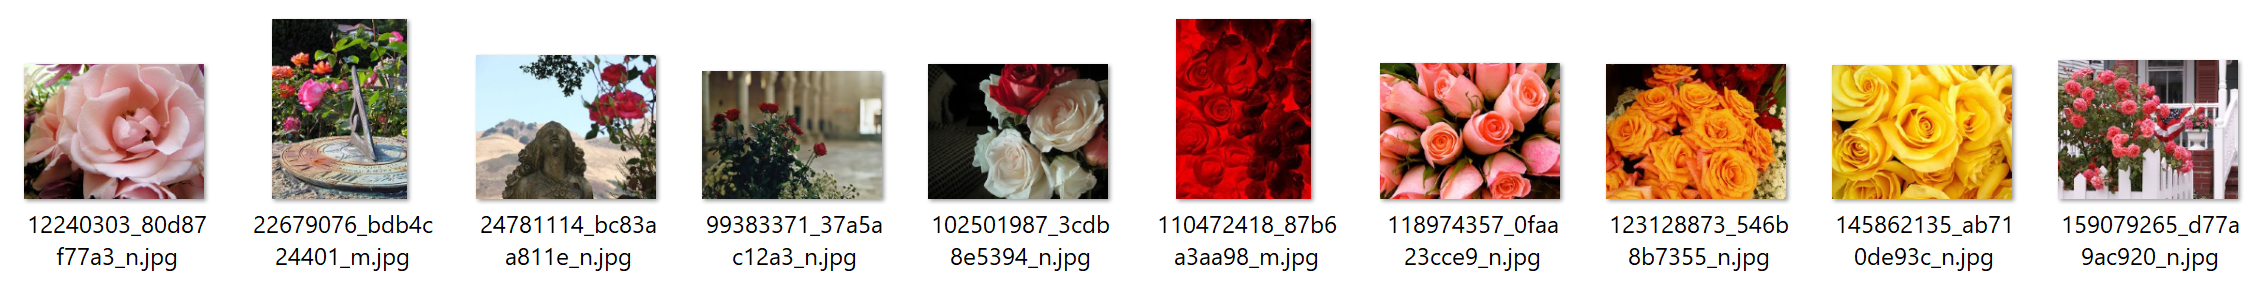 12240303_80d87
f77a3_n.jpg
22679076_bdb4c
24401_m.jpg
24781114_bc83a
a811e_n.jpg
99383371_37a5a
c12a3_n.jpg
102501987_3cdb
8e5394_n.jpg
110472418_87b6
a3aa98_m.jpg
118974357_0faa
23cce9_n.jpg
123128873_546b
8b7355_n.jpg
145862135_ab71
0de93c_n.jpg
159079265_d77a
9ac920_n.jpg